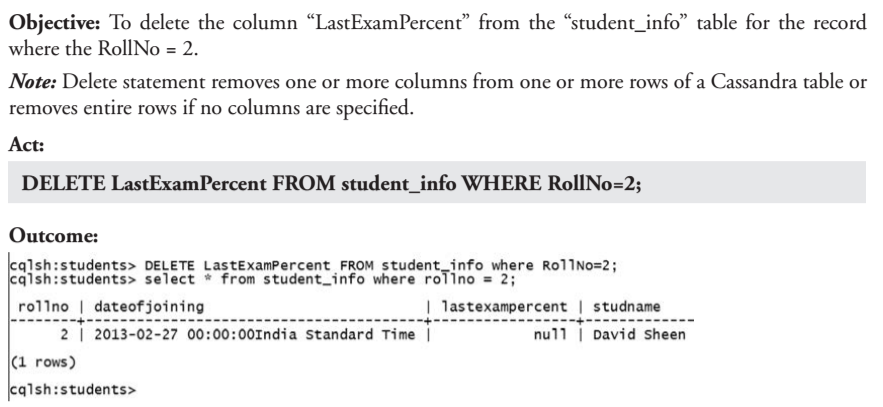 Objective: To delete the column “LastExamPercent” from the “student_info” table for the record
where the RollNo = 2.
Note: Delete statement removes one or more columns from one or more rows of a Cassandra table or
removes entire rows if no columns are specified.
Act:
DELETE LastExamPercent FROM student_info WHERE RollNo=2;
Outcome:
cqlsh:students> DELETE LastExamPercent FROM student_info where RollNo=2;
cqlsh:students> select * from student_info where rollno = 2;
rollno | dateofjoining | lastexampercent | studname
--------+------------------------------------------+-----------------+-------------
2 | 2013-02-27 00:00:00India Standard Time | null | David Sheen
(1 rows)
cqlsh:students>